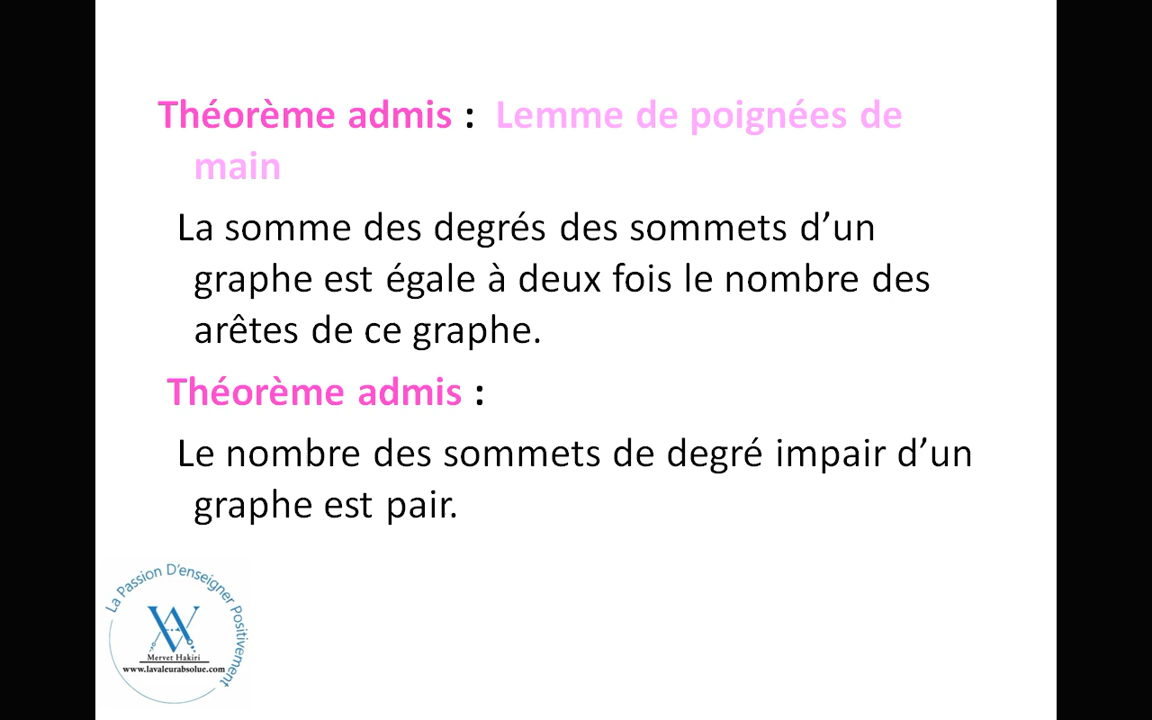 Théorème admis : Lemme de poignées de
main
La somme des degrés des sommets d’un
graphe est égale à deux fois le nombre des
arêtes de ce graphe.
Théorème admis :
Le nombre des sommets de degré impair d’un
graphe est pair.
La Passion D'enseigner Positivement
Mervet Hakiri
www.lavaleurabsolue.com